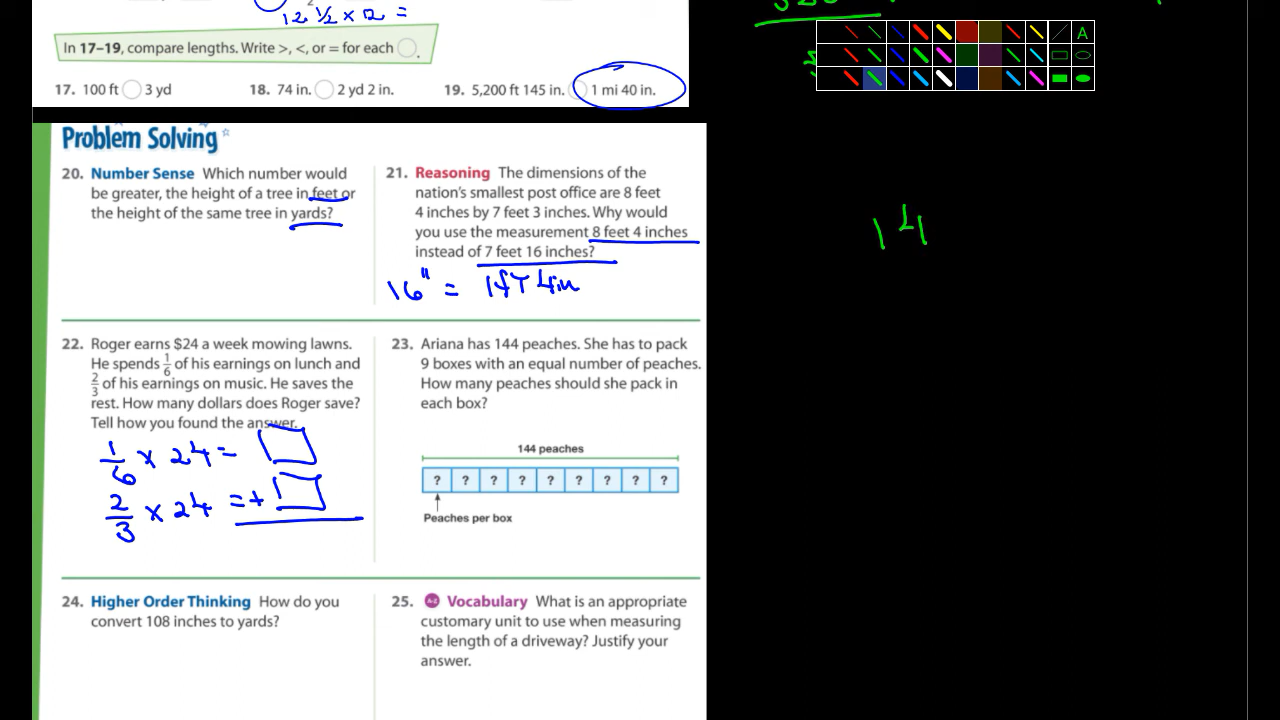 12 ½ x 12 =
In 17–19, compare lengths. Write >, <, or = for each ◯.
17. 100 ft ◯ 3 yd
18. 74 in. ◯ 2 yd 2 in.
19. 5,200 ft 145 in. ◯ 1 mi 40 in.
A
Problem Solving
20. Number Sense Which number would
be greater, the height of a tree in feet or
the height of the same tree in yards?
21. Reasoning The dimensions of the
nation's smallest post office are 8 feet
4 inches by 7 feet 3 inches. Why would
you use the measurement 8 feet 4 inches
instead of 7 feet 16 inches?
16" = 1ft 4in
14
22. Roger earns $24 a week mowing lawns.
He spends 1/6 of his earnings on lunch and
2/3 of his earnings on music. He saves the
rest. How many dollars does Roger save?
Tell how you found the answer.
1/6 x 24 =
2/3 x 24 = +
23. Ariana has 144 peaches. She has to pack
9 boxes with an equal number of peaches.
How many peaches should she pack in
each box?
144 peaches
? ? ? ? ? ? ? ? ?
Peaches per box
24. Higher Order Thinking How do you
convert 108 inches to yards?
25. A-Z Vocabulary What is an appropriate
customary unit to use when measuring
the length of a driveway? Justify your
answer.